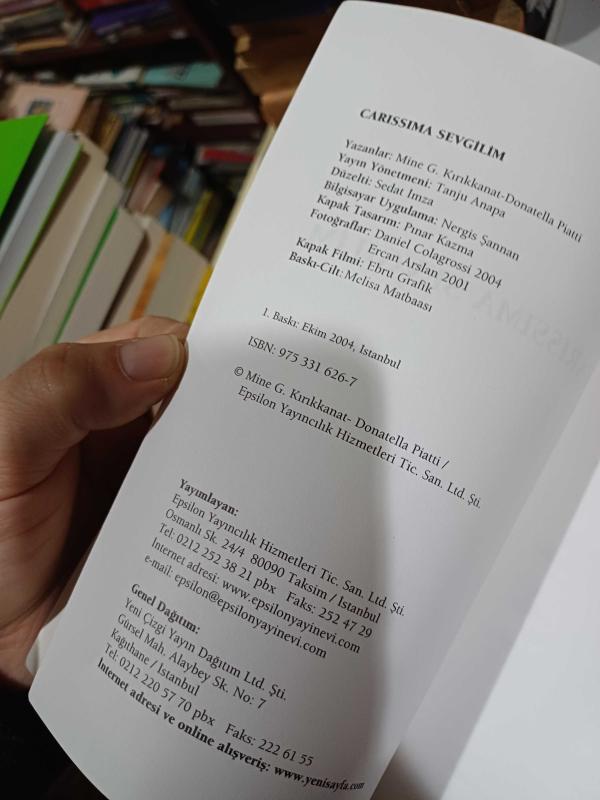 CARISSIMA SEVGİLİM
Yazanlar: Mine G. Kırıkkanat-Donatella Piatti
Yayın Yönetmeni: Tanju Anapa
Düzelti: Sedat İmza
Bilgisayar Uygulama: Nergis Şannan
Kapak Tasarım: Pınar Kazma
Fotoğraflar: Daniel Colagrossi 2004
Ercan Arslan 2001
Kapak Filmi: Ebru Grafik
Baskı-Cilt: Melisa Matbaası
1. Baskı: Ekim 2004, İstanbul
ISBN: 975 331 626-7
© Mine G. Kırıkkanat- Donatella Piatti /
Epsilon Yayıncılık Hizmetleri Tic. San. Ltd. Şti.
Yayımlayan:
Epsilon Yayıncılık Hizmetleri Tic. San. Ltd. Şti.
Osmanlı Sk. 24/4 80090 Taksim / İstanbul
Tel: 0212 252 38 21 pbx Faks: 252 47 29
İnternet adresi: www.epsilonyayinevi.com
e-mail: epsilon@epsilonyayinevi.com
Genel Dağıtım:
Yeni Çizgi Yayın Dağıtım Ltd. Şti.
Gürsel Mah. Alaybey Sk. No: 7
Kağıthane / İstanbul
Tel: 0212 220 57 70 pbx Faks: 222 61 55
İnternet adresi ve online alışveriş: www.yenisayfa.com